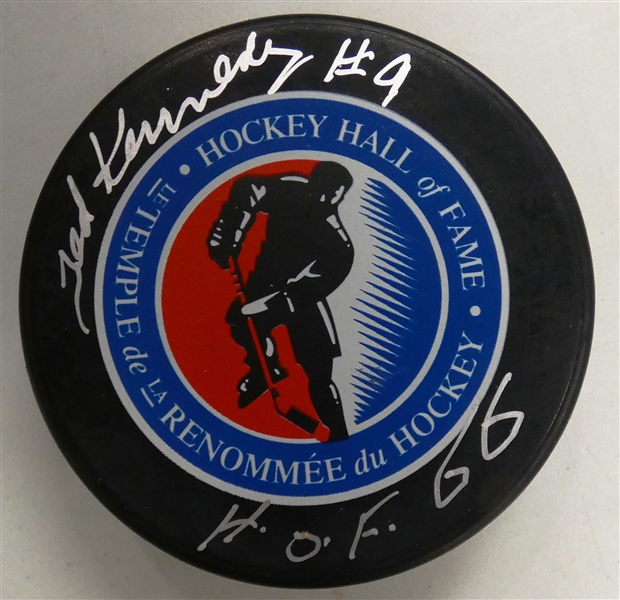 Ted Kennedy #9
• HOCKEY HALL of FAME •
LE TEMPLE de LA RENOMMÉE du HOCKEY
H.O.F. 66